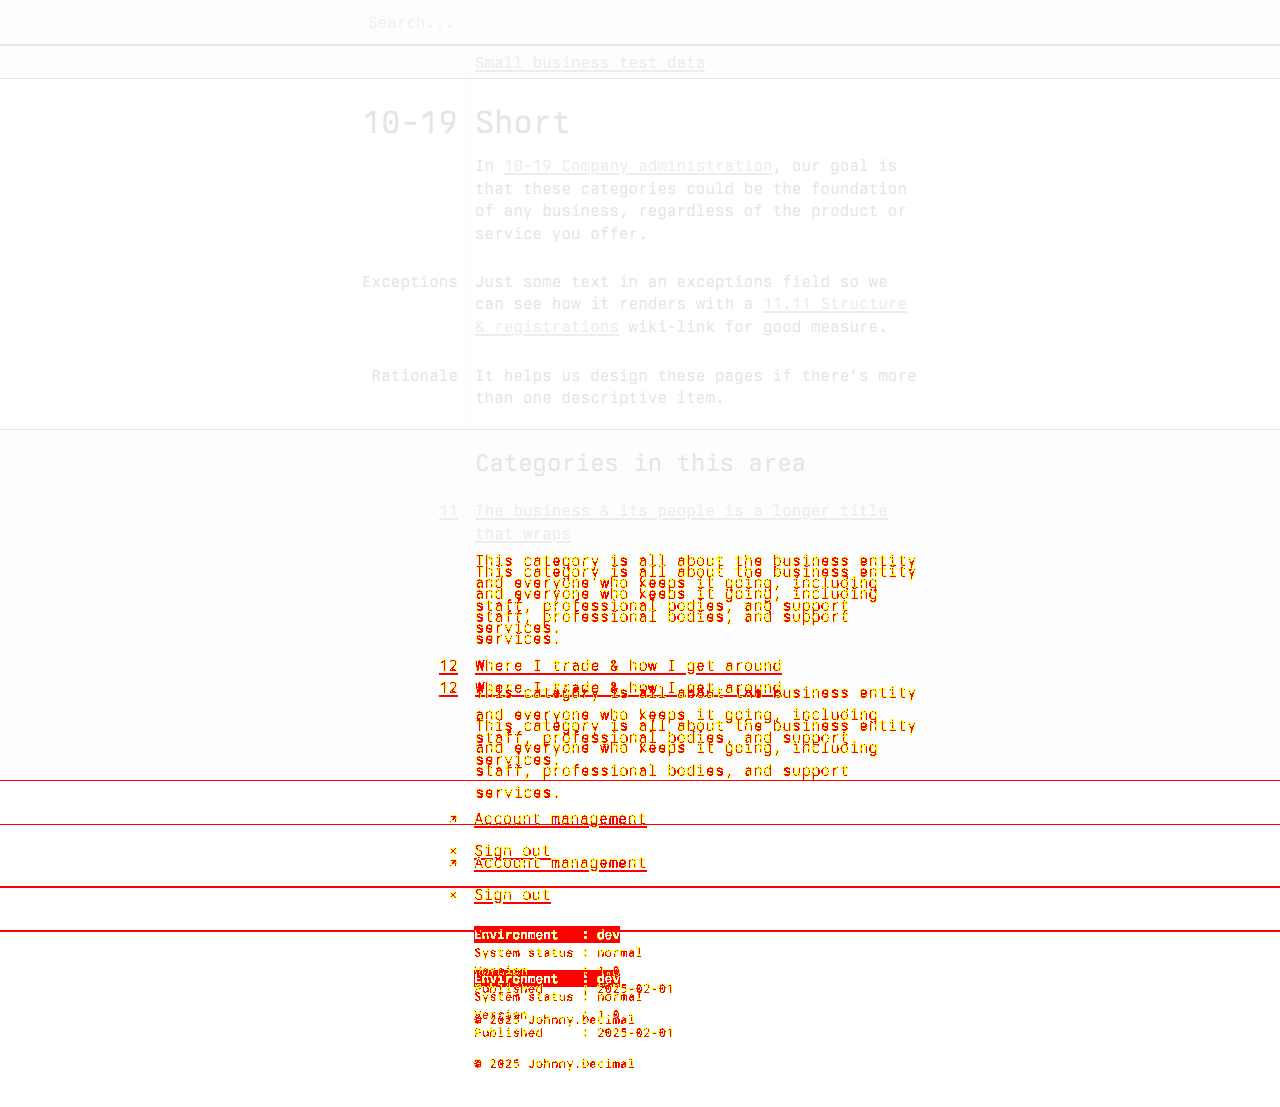 Search...
Small business test data
10-19 Short
In 10-19 Company administration, our goal is
that these categories could be the foundation
of any business, regardless of the product or
service you offer.
Exceptions Just some text in an exceptions field so we
can see how it renders with a 11.11 Structure
& registrations wiki-link for good measure.
Rationale It helps us design these pages if there’s more
than one descriptive item.
Categories in this area
11 The business & its people is a longer title
that wraps
This category is all about the business entity
This category is all about the business entity
and everyone who keeps it going, including
and everyone who keeps it going, including
staff, professional bodies, and support
staff, professional bodies, and support
services.
services.
12 Where I trade & how I get around
12 Where I trade & how I get around
This category is all about the business entity
and everyone who keeps it going, including
This category is all about the business entity
staff, professional bodies, and support
and everyone who keeps it going, including
services.
staff, professional bodies, and support
services.
↗ Account management
× Sign out
↗ Account management
× Sign out
Environment : dev
System status : normal
Version : 1.0
Environment : dev
Published : 2025-02-01
System status : normal
Version : 1.0
© 2025 Johnny.Decimal
Published : 2025-02-01
© 2025 Johnny.Decimal